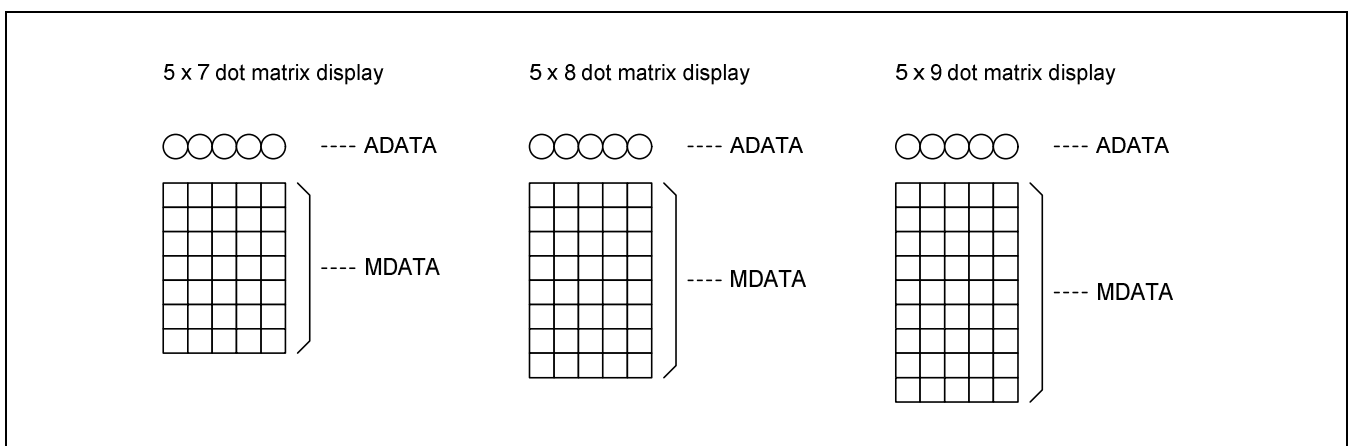 5 x 7 dot matrix display
5 x 8 dot matrix display
5 x 9 dot matrix display
---- ADATA
---- ADATA
---- ADATA
---- MDATA
---- MDATA
---- MDATA